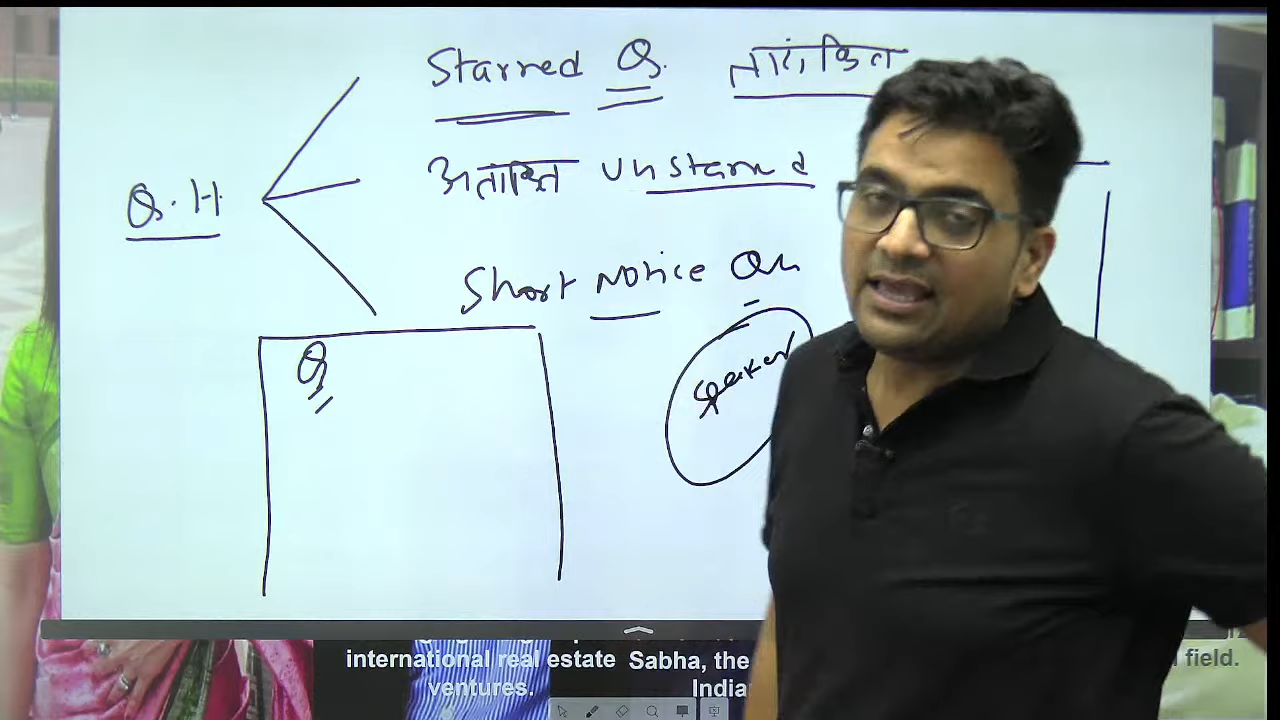 Starred Q. तारांकित
अतारांकित Unstarred
Q.H
Short Notice Qn
Q
Speaker
international real estate
ventures.
Sabha, the
India
field.